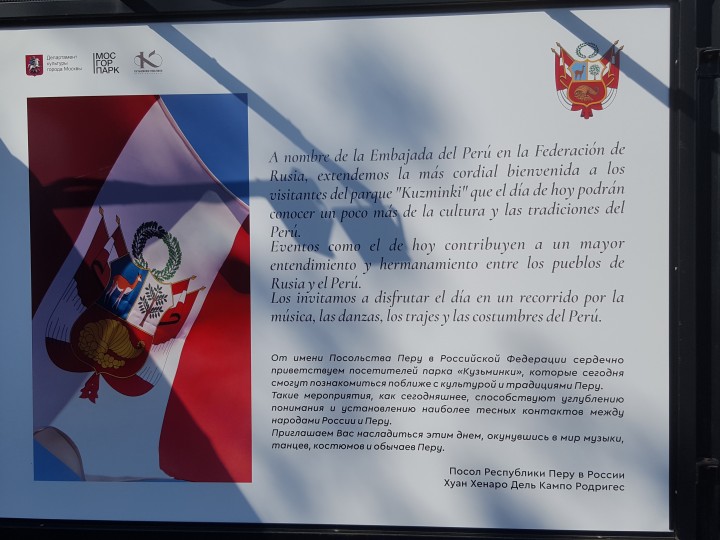 Департамент
культуры
города Москвы
МОС
ГОР
ПАРК
A nombre de la Embajada del Perú en la Federación de
Rusia, extendemos la más cordial bienvenida a los
visitantes del parque "Kuzminki" que el día de hoy podrán
conocer un poco más de la cultura y las tradiciones del
Perú.
Eventos como el de hoy contribuyen a un mayor
entendimiento y hermanamiento entre los pueblos de
Rusia y el Perú.
Los invitamos a disfrutar el día en un recorrido por la
música, las danzas, los trajes y las costumbres del Perú.
От имени Посольства Перу в Российской Федерации сердечно
приветствуем посетителей парка «Кузьминки», которые сегодня
смогут познакомиться поближе с культурой и традициями Перу.
Такие мероприятия, как сегодняшнее, способствуют углублению
понимания и установлению наиболее тесных контактов между
народами России и Перу.
Приглашаем Вас насладиться этим днем, окунувшись в мир музыки,
танцев, костюмов и обычаев Перу.
Посол Республики Перу в России
Хуан Хенаро Дель Кампо Родригес